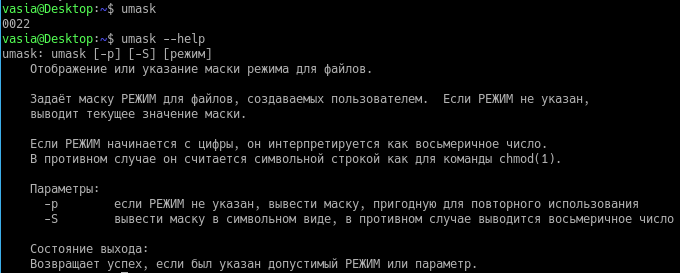 vasia@Desktop:~$ umask
0022
vasia@Desktop:~$ umask --help
umask: umask [-p] [-S] [режим]
    Отображение или указание маски режима для файлов.

    Задаёт маску РЕЖИМ для файлов, создаваемых пользователем.  Если РЕЖИМ не указан,
    выводит текущее значение маски.

    Если РЕЖИМ начинается с цифры, он интерпретируется как восьмеричное число.
    В противном случае он считается символьной строкой как для команды chmod(1).

    Параметры:
      -p        если РЕЖИМ не указан, вывести маску, пригодную для повторного использования
      -S        вывести маску в символьном виде, в противном случае выводится восьмеричное число

    Состояние выхода:
    Возвращает успех, если был указан допустимый РЕЖИМ или параметр.